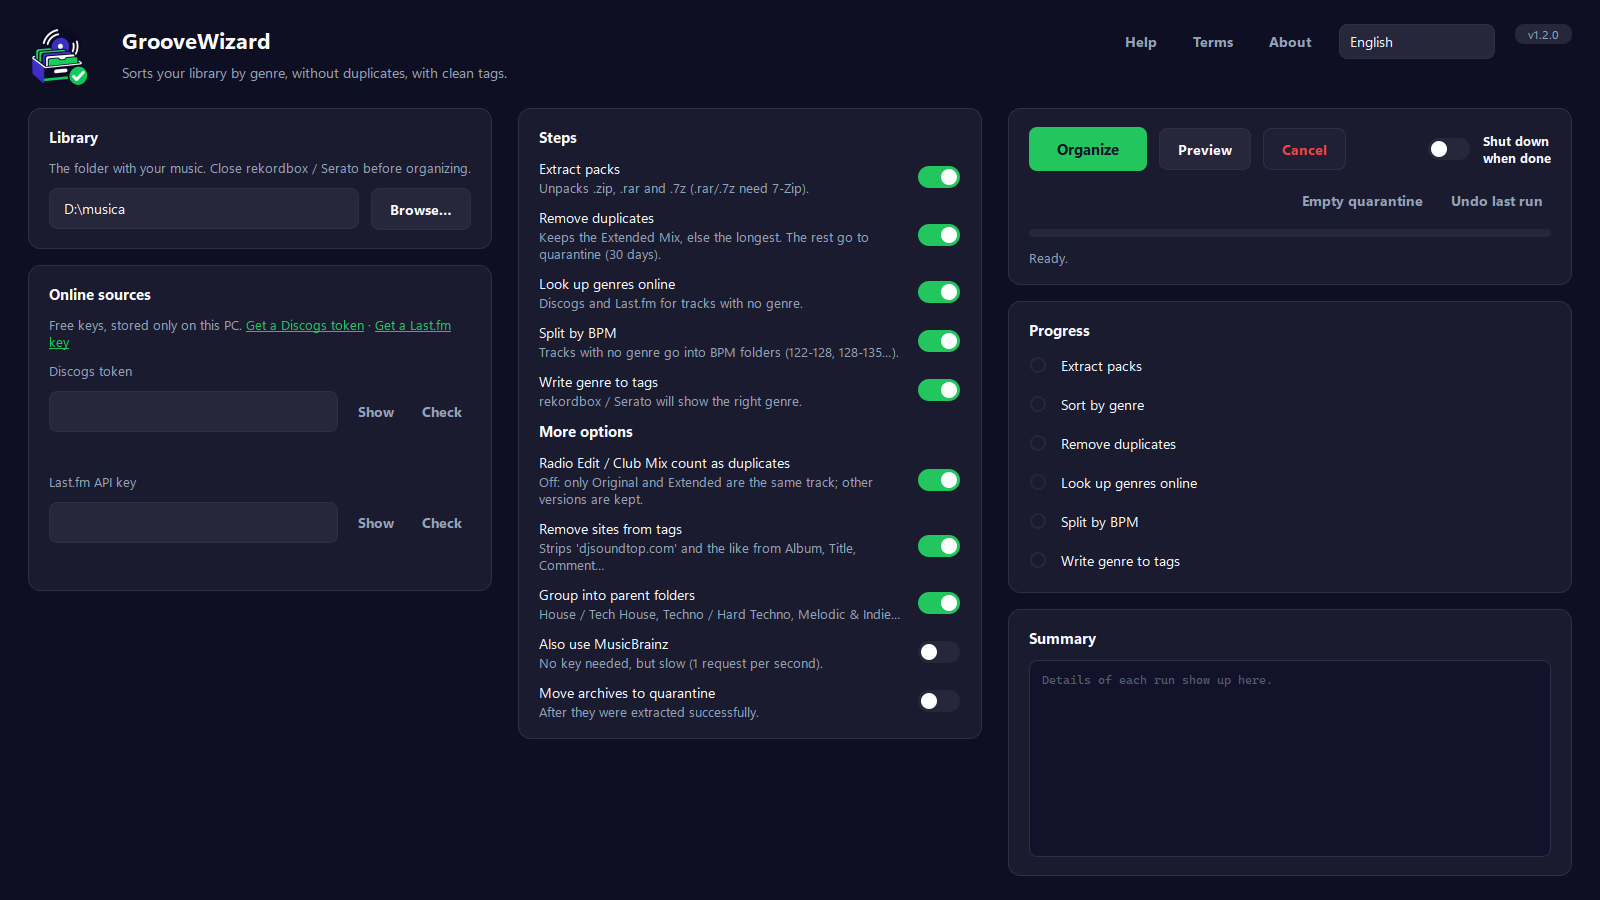 GrooveWizard
Sorts your library by genre, without duplicates, with clean tags.
Help
Terms
About
English
v1.2.0
Library
The folder with your music. Close rekordbox / Serato before organizing.
D:\musica
Browse...
Online sources
Free keys, stored only on this PC. Get a Discogs token · Get a Last.fm
key
Discogs token
Show
Check
Last.fm API key
Show
Check
Steps
Extract packs
Unpacks .zip, .rar and .7z (.rar/.7z need 7-Zip).
Remove duplicates
Keeps the Extended Mix, else the longest. The rest go to
quarantine (30 days).
Look up genres online
Discogs and Last.fm for tracks with no genre.
Split by BPM
Tracks with no genre go into BPM folders (122-128, 128-135...).
Write genre to tags
rekordbox / Serato will show the right genre.
More options
Radio Edit / Club Mix count as duplicates
Off: only Original and Extended are the same track; other
versions are kept.
Remove sites from tags
Strips 'djsoundtop.com' and the like from Album, Title,
Comment...
Group into parent folders
House / Tech House, Techno / Hard Techno, Melodic & Indie...
Also use MusicBrainz
No key needed, but slow (1 request per second).
Move archives to quarantine
After they were extracted successfully.
Organize
Preview
Cancel
Shut down
when done
Empty quarantine
Undo last run
Ready.
Progress
Extract packs
Sort by genre
Remove duplicates
Look up genres online
Split by BPM
Write genre to tags
Summary
Details of each run show up here.